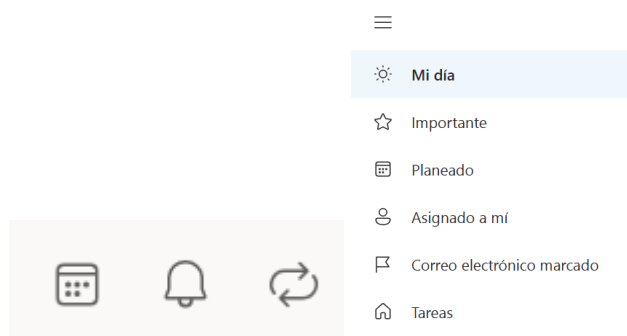 Mi día
Importante
Planeado
Asignado a mí
Correo electrónico marcado
Tareas